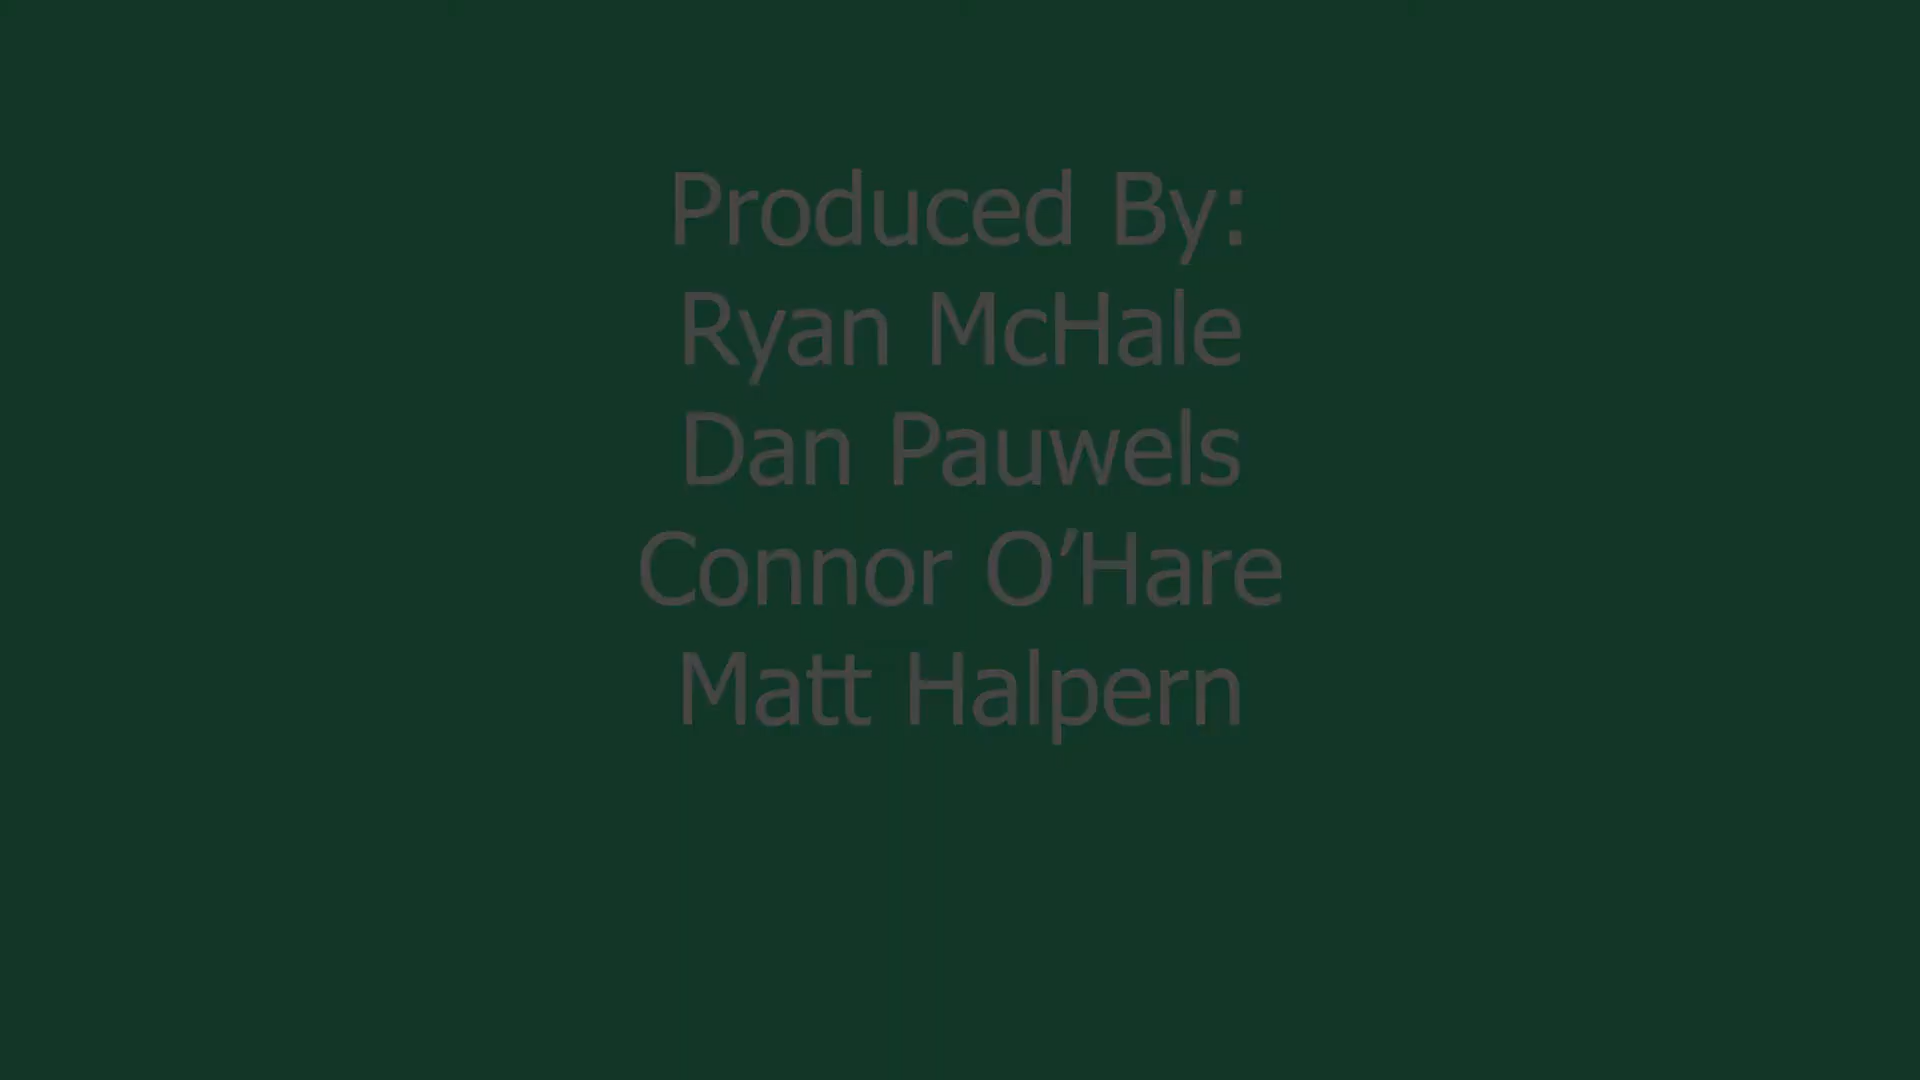 Produced By:
Ryan McHale
Dan Pauwels
Connor O’Hare
Matt Halpern